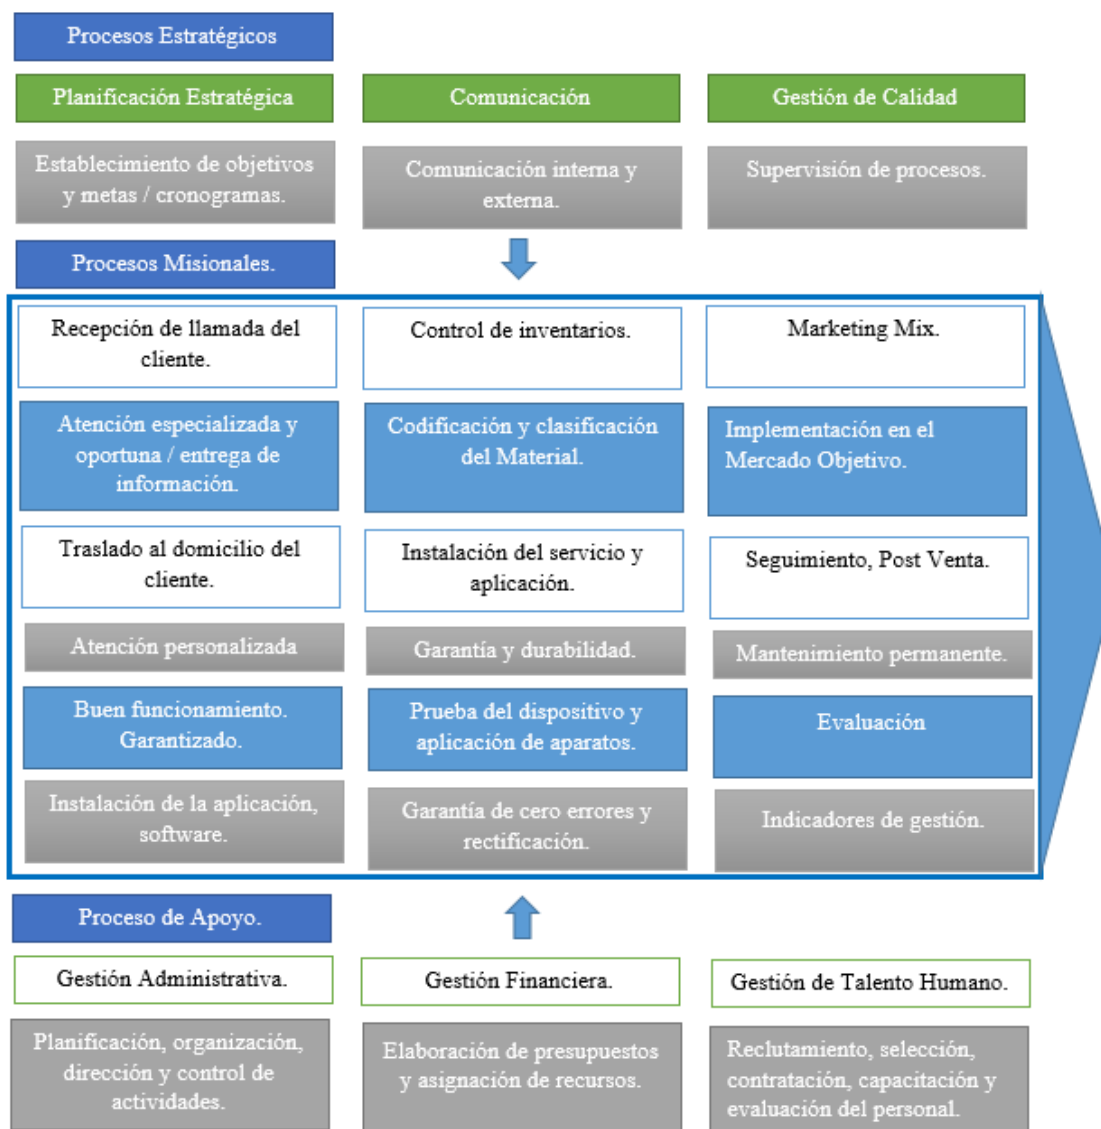 Procesos Estratégicos
Planificación Estratégica
Comunicación
Gestión de Calidad
Establecimiento de objetivos
y metas / cronogramas.
Comunicación interna y
externa.
Supervisión de procesos.
Procesos Misionales.
Recepción de llamada del
cliente.
Control de inventarios.
Marketing Mix.
Atención especializada y
oportuna / entrega de
información.
Codificación y clasificación
del Material.
Implementación en el
Mercado Objetivo.
Traslado al domicilio del
cliente.
Instalación del servicio y
aplicación.
Seguimiento, Post Venta.
Atención personalizada
Garantía y durabilidad.
Mantenimiento permanente.
Buen funcionamiento.
Garantizado.
Prueba del dispositivo y
aplicación de aparatos.
Evaluación
Instalación de la aplicación,
software.
Garantía de cero errores y
rectificación.
Indicadores de gestión.
Proceso de Apoyo.
Gestión Administrativa.
Gestión Financiera.
Gestión de Talento Humano.
Planificación, organización,
dirección y control de
actividades.
Elaboración de presupuestos
y asignación de recursos.
Reclutamiento, selección,
contratación, capacitación y
evaluación del personal.